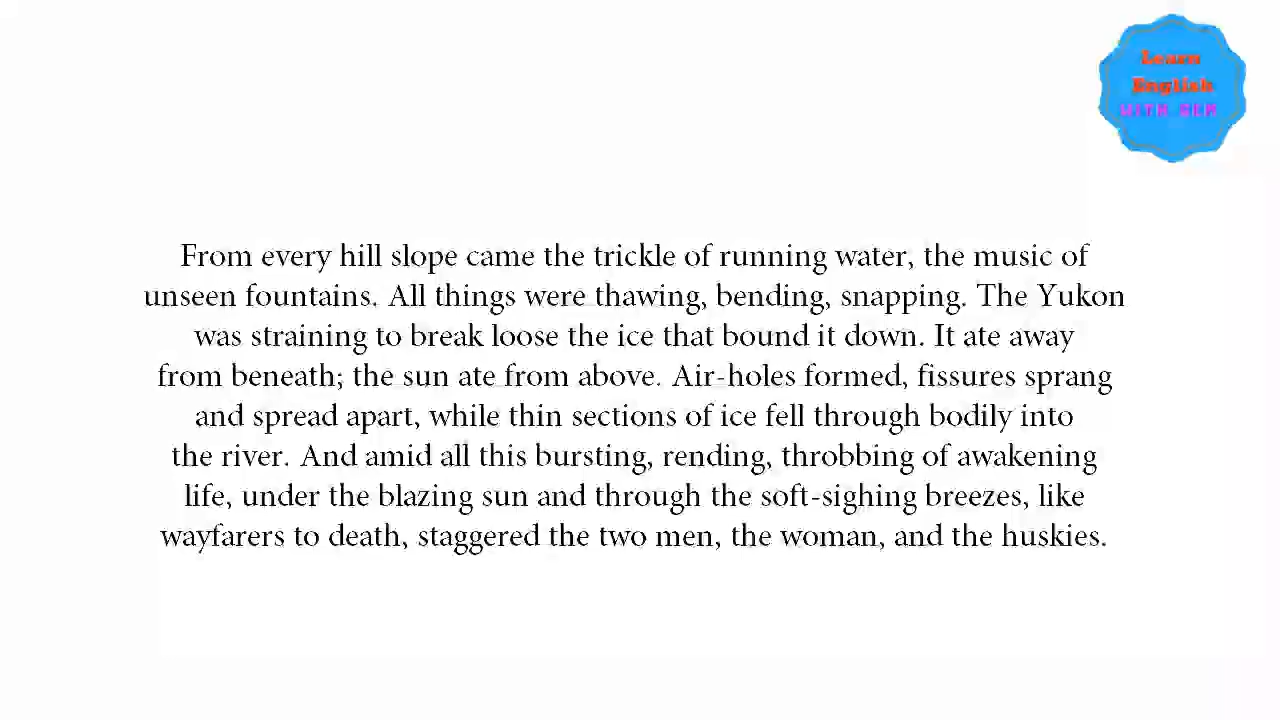 Learn
English
WITH GEM
From every hill slope came the trickle of running water, the music of
unseen fountains. All things were thawing, bending, snapping. The Yukon
was straining to break loose the ice that bound it down. It ate away
from beneath; the sun ate from above. Air-holes formed, fissures sprang
and spread apart, while thin sections of ice fell through bodily into
the river. And amid all this bursting, rending, throbbing of awakening
life, under the blazing sun and through the soft-sighing breezes, like
wayfarers to death, staggered the two men, the woman, and the huskies.